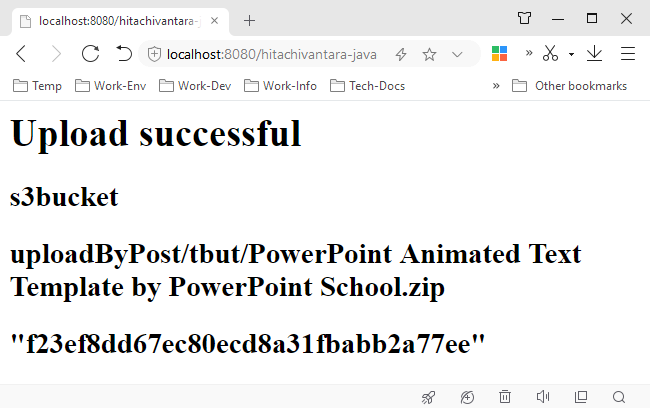 localhost:8080/hitachivantara-j
localhost:8080/hitachivantara-java
Temp Work-Env Work-Dev Work-Info Tech-Docs » Other bookmarks
Upload successful
s3bucket
uploadByPost/tbut/PowerPoint Animated Text
Template by PowerPoint School.zip
"f23ef8dd67ec80ecd8a31fbabb2a77ee"